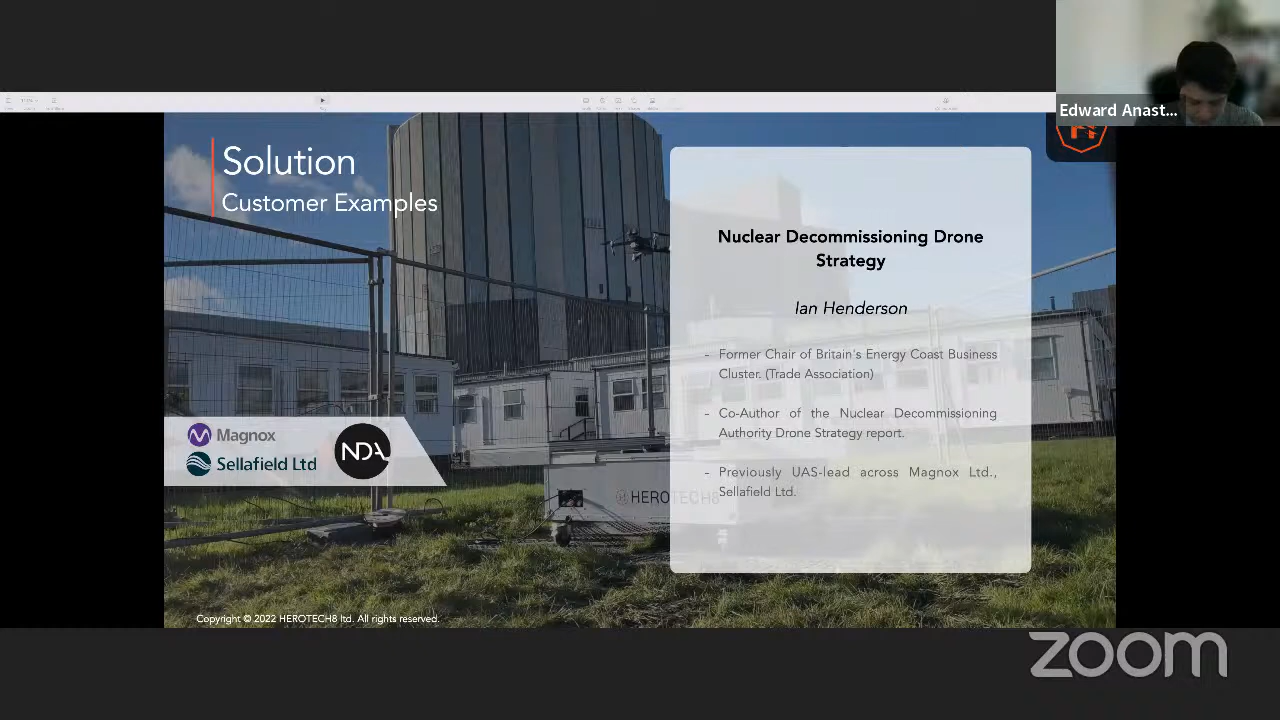 Edward Anast...
Solution
Customer Examples
Nuclear Decommissioning Drone
Strategy
Ian Henderson
- Former Chair of Britain's Energy Coast Business
Cluster. (Trade Association)
- Co-Author of the Nuclear Decommissioning
Authority Drone Strategy report.
- Previously UAS-lead across Magnox Ltd.,
Sellafield Ltd.
Magnox
Sellafield Ltd
NDA
HEROTECH8
Copyright © 2022 HEROTECH8 ltd. All rights reserved.
zoom